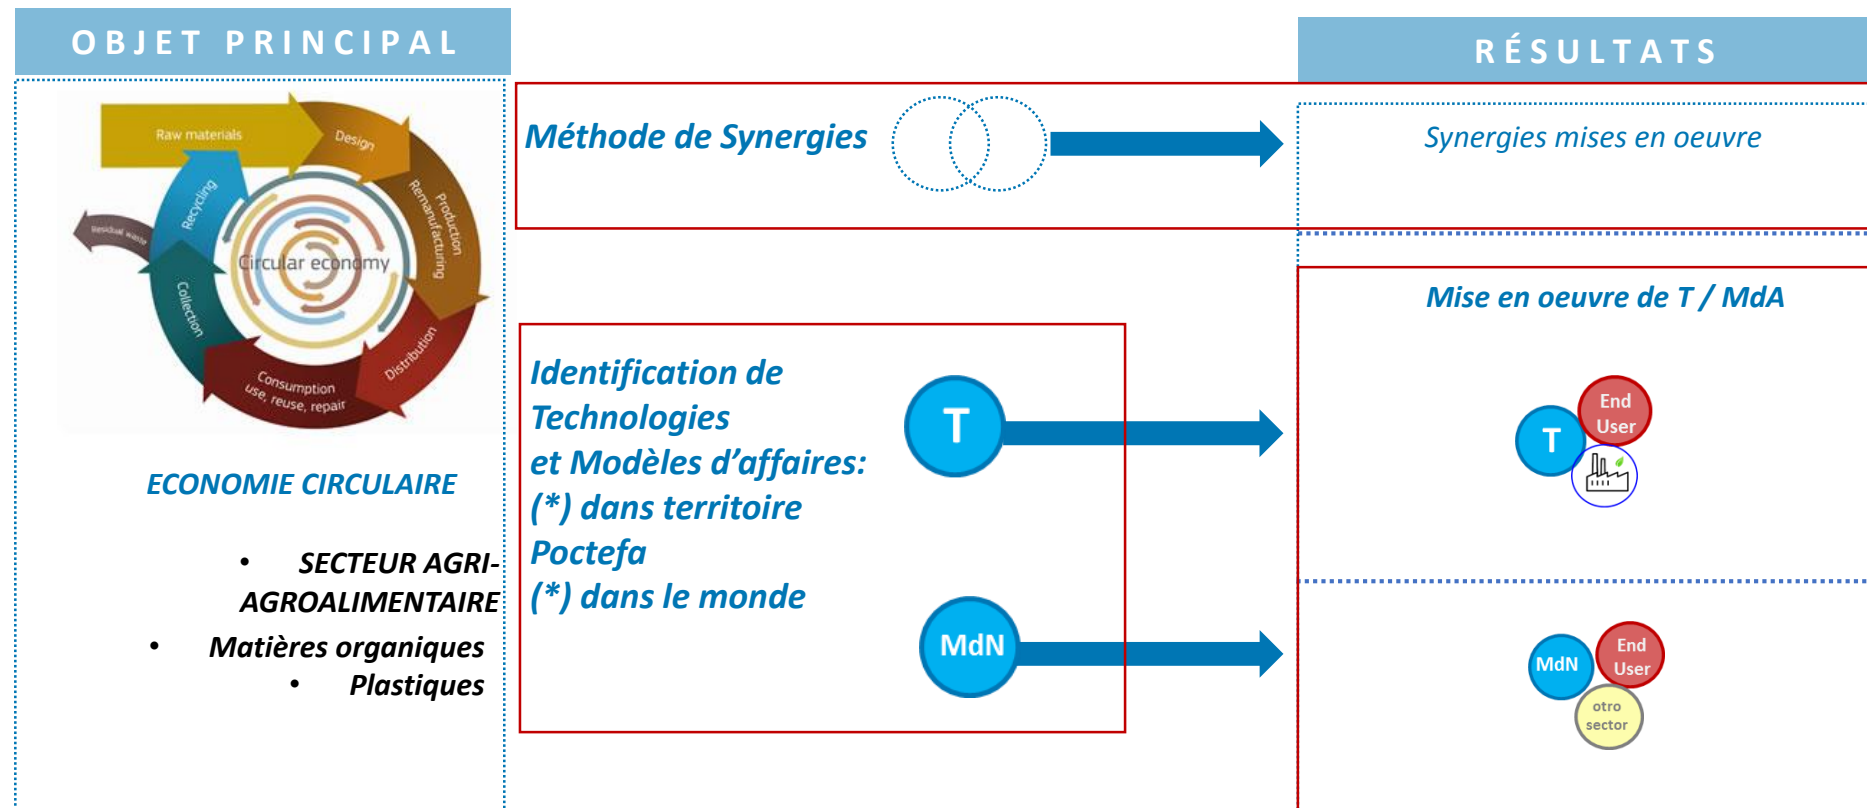 OBJET PRINCIPAL
Raw materials
Design
Production
Remanufacturing
Distribution
Consumption
use, reuse, repair
Collection
Recycling
Residual waste
Circular economy
ECONOMIE CIRCULAIRE
• SECTEUR AGRI-
AGROALIMENTAIRE
• Matières organiques
• Plastiques
Méthode de Synergies
Identification de
Technologies
et Modèles d’affaires:
(*) dans territoire
Poctefa
(*) dans le monde
T
MdN
RÉSULTATS
Synergies mises en oeuvre
Mise en oeuvre de T / MdA
End
User
T
MdN
End
User
otro
sector